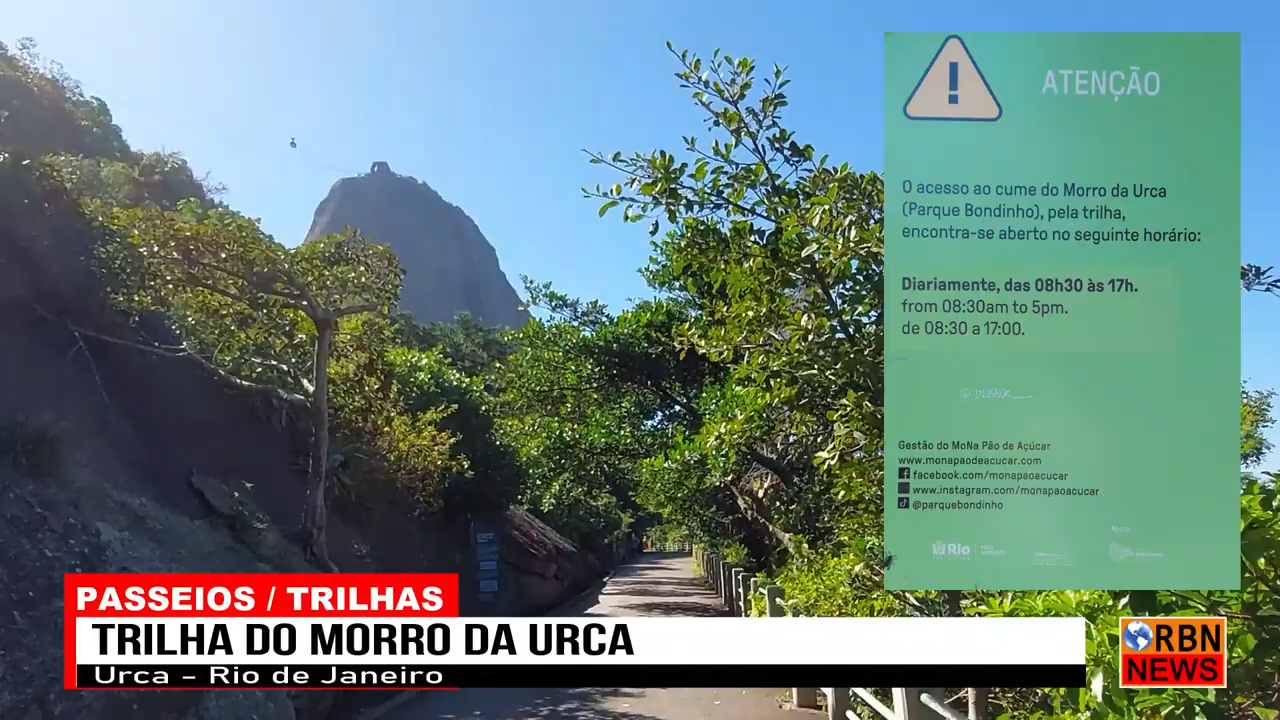 ATENÇÃO
O acesso ao cume do Morro da Urca
(Parque Bondinho), pela trilha,
encontra-se aberto no seguinte horário:
Diariamente, das 08h30 às 17h.
from 08:30am to 5pm.
de 08:30 a 17:00.
Gestão do MoNa Pão de Açúcar
www.monapaodeacucar.com
facebook.com/monapaoacucar
www.instagram.com/monapaoacucar
@parquebondinho
Apoio
Rio
PASSEIOS / TRILHAS
TRILHA DO MORRO DA URCA
Urca – Rio de Janeiro
RBN
NEWS